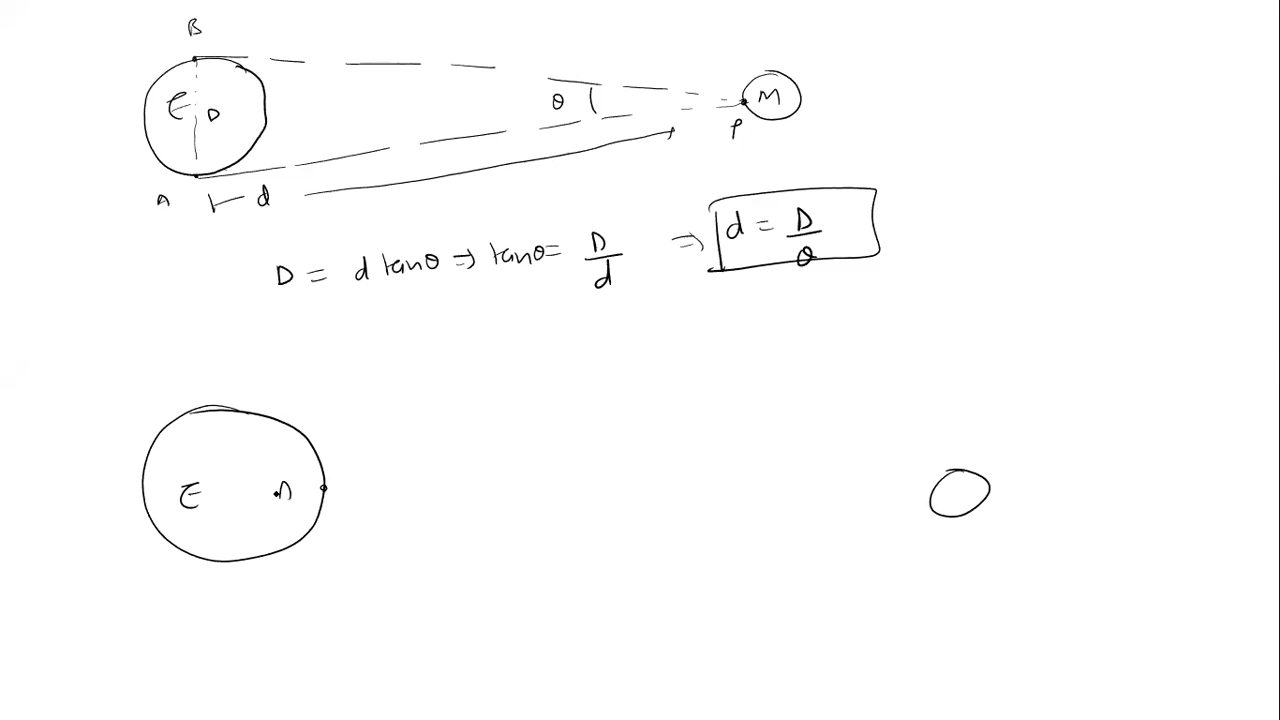 B
E D
θ
M
P
A
d
D = d tanθ ⇒ tanθ = D/d ⇒ d = D/θ
E
A